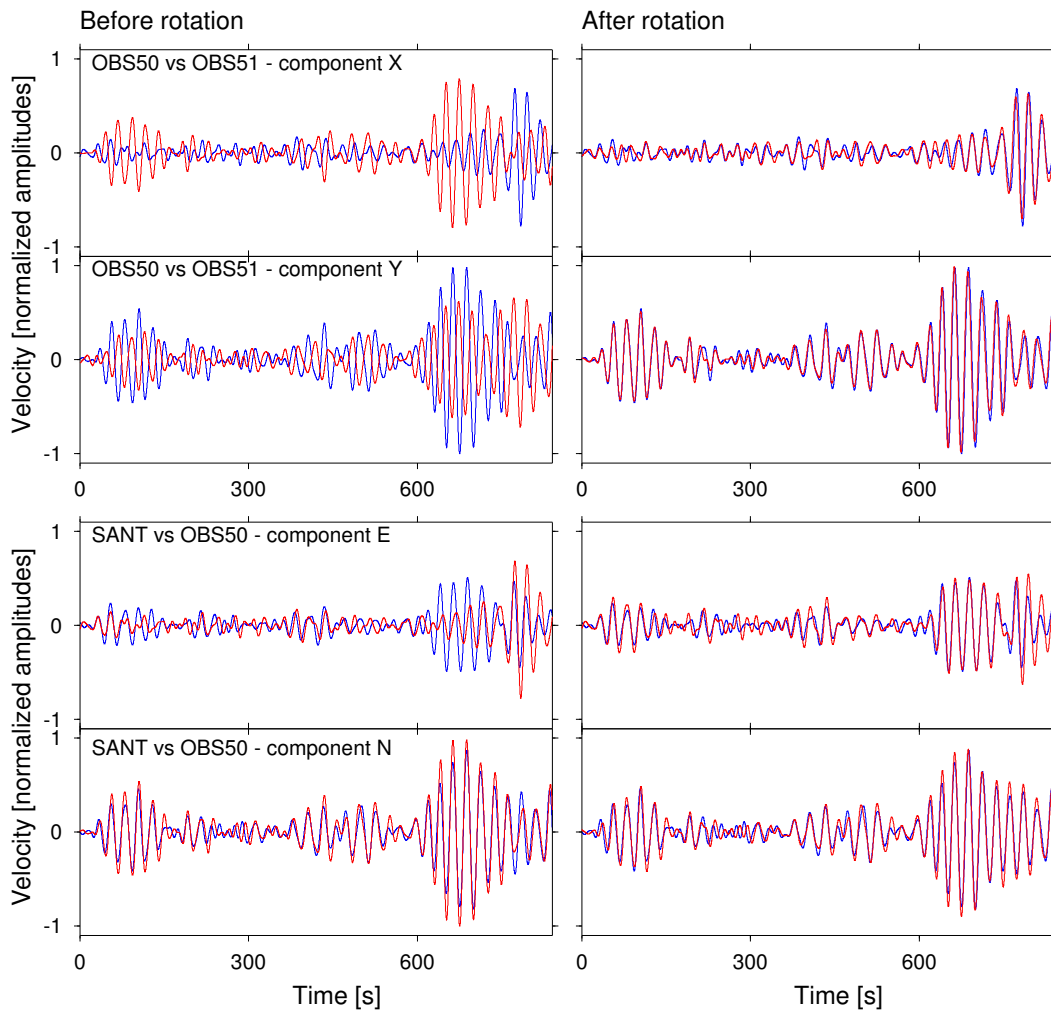 Before rotation
After rotation
OBS50 vs OBS51 - component X
1
0
-1
OBS50 vs OBS51 - component Y
1
0
-1
Velocity [normalized amplitudes]
0
300
600
0
300
600
SANT vs OBS50 - component E
1
0
-1
SANT vs OBS50 - component N
1
0
-1
Velocity [normalized amplitudes]
0
300
600
0
300
600
Time [s]
Time [s]